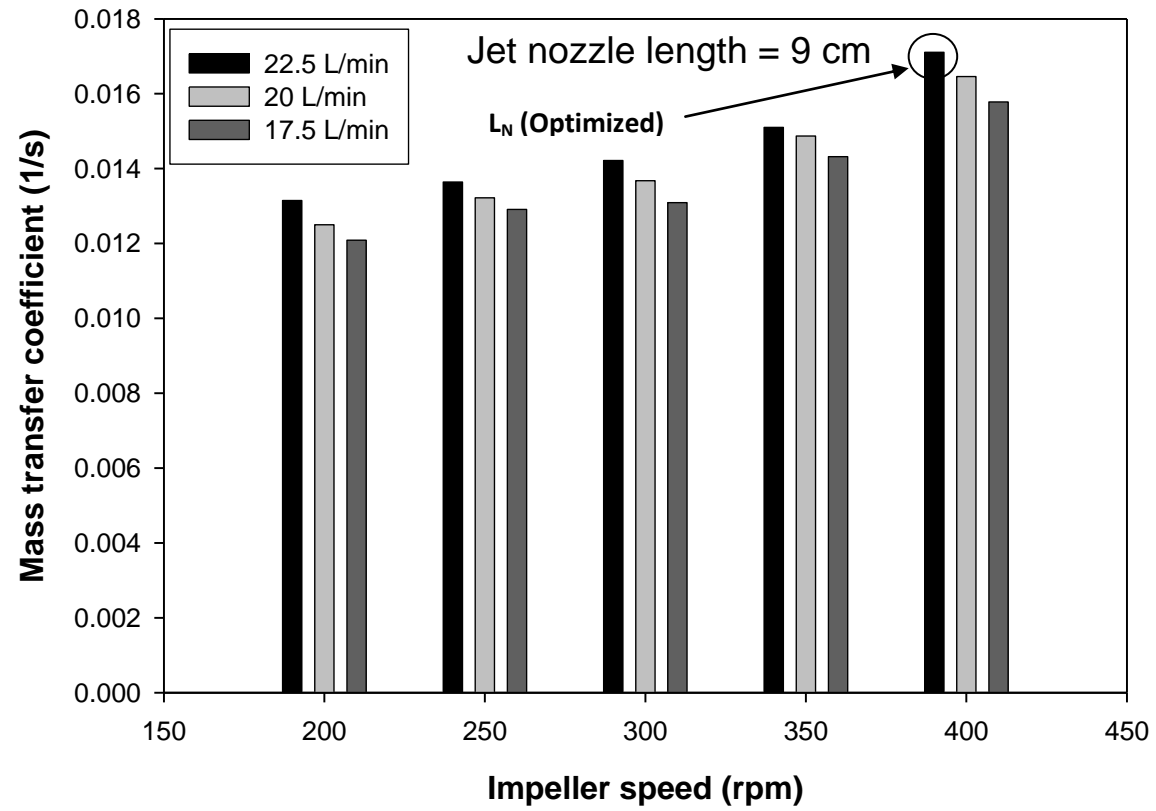 Mass transfer coefficient (1/s)
0.018
0.016
0.014
0.012
0.010
0.008
0.006
0.004
0.002
0.000
22.5 L/min
20 L/min
17.5 L/min
Jet nozzle length = 9 cm
L_N (Optimized)
150 200 250 300 350 400 450
Impeller speed (rpm)